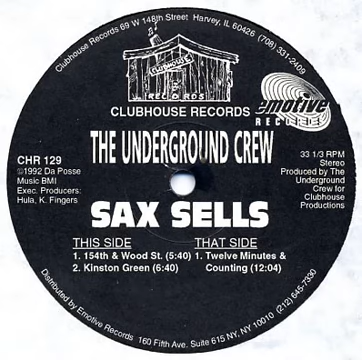 Clubhouse Records 69 W 148th Street Harvey, IL 60426 (708) 331-2409
CLUBHOUSE
RECORDS
CLUBHOUSE RECORDS
emotive
RECORDS
THE UNDERGROUND CREW
CHR 129
©1992 Da Posse
Music BMI
Exec. Producers:
Hula, K. Fingers
33 1/3 RPM
Stereo
Produced by The
Underground
Crew for
Clubhouse
Productions
SAX SELLS
THIS SIDE
1. 154th & Wood St. (5:40)
2. Kinston Green (6:40)
THAT SIDE
1. Twelve Minutes &
Counting (12:04)
Distributed by Emotive Records 160 Fifth Ave. Suite 615 NY, NY 10010 (212) 645-7330